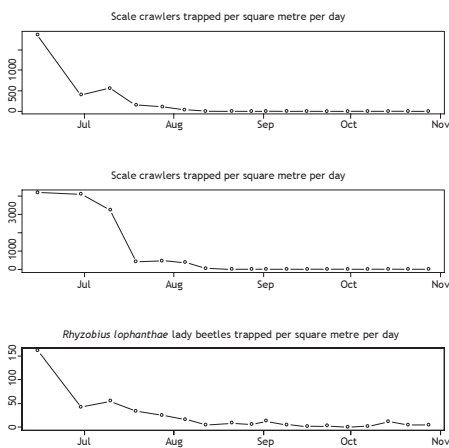 Scale crawlers trapped per square metre per day
0 500 1000
Jul Aug Sep Oct Nov
Scale crawlers trapped per square metre per day
0 1000 3000
Jul Aug Sep Oct Nov
Rhyzobius lophanthae lady beetles trapped per square metre per day
0 50 100 150
Jul Aug Sep Oct Nov